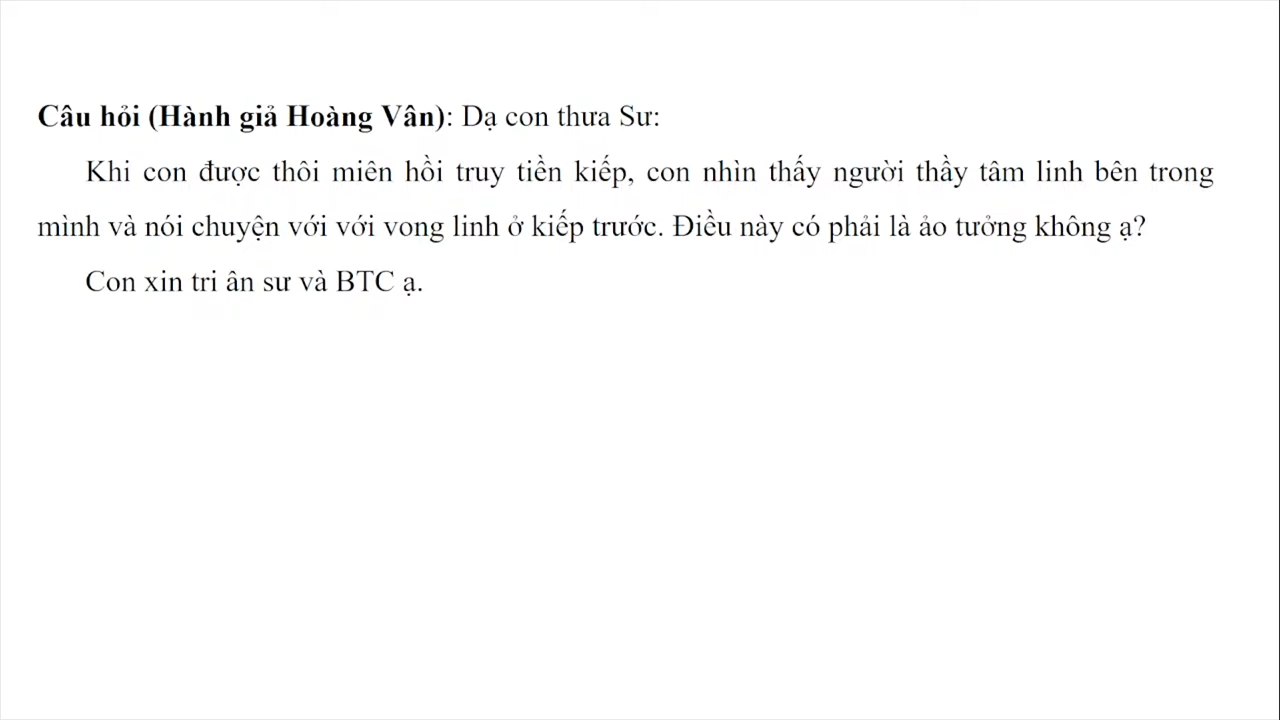 Câu hỏi (Hành giả Hoàng Vân): Dạ con thưa Sư:
Khi con được thôi miên hồi truy tiền kiếp, con nhìn thấy người thầy tâm linh bên trong
mình và nói chuyện với với vong linh ở kiếp trước. Điều này có phải là ảo tưởng không ạ?
Con xin tri ân sư và BTC ạ.